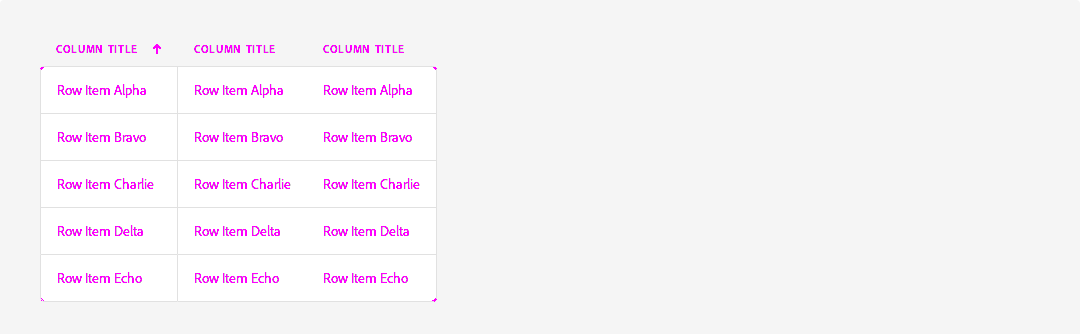 COLUMN TITLE COLUMN TITLE COLUMN TITLE
Row Item Alpha Row Item Alpha Row Item Alpha
Row Item Bravo Row Item Bravo Row Item Bravo
Row Item Charlie Row Item Charlie Row Item Charlie
Row Item Delta Row Item Delta Row Item Delta
Row Item Echo Row Item Echo Row Item Echo